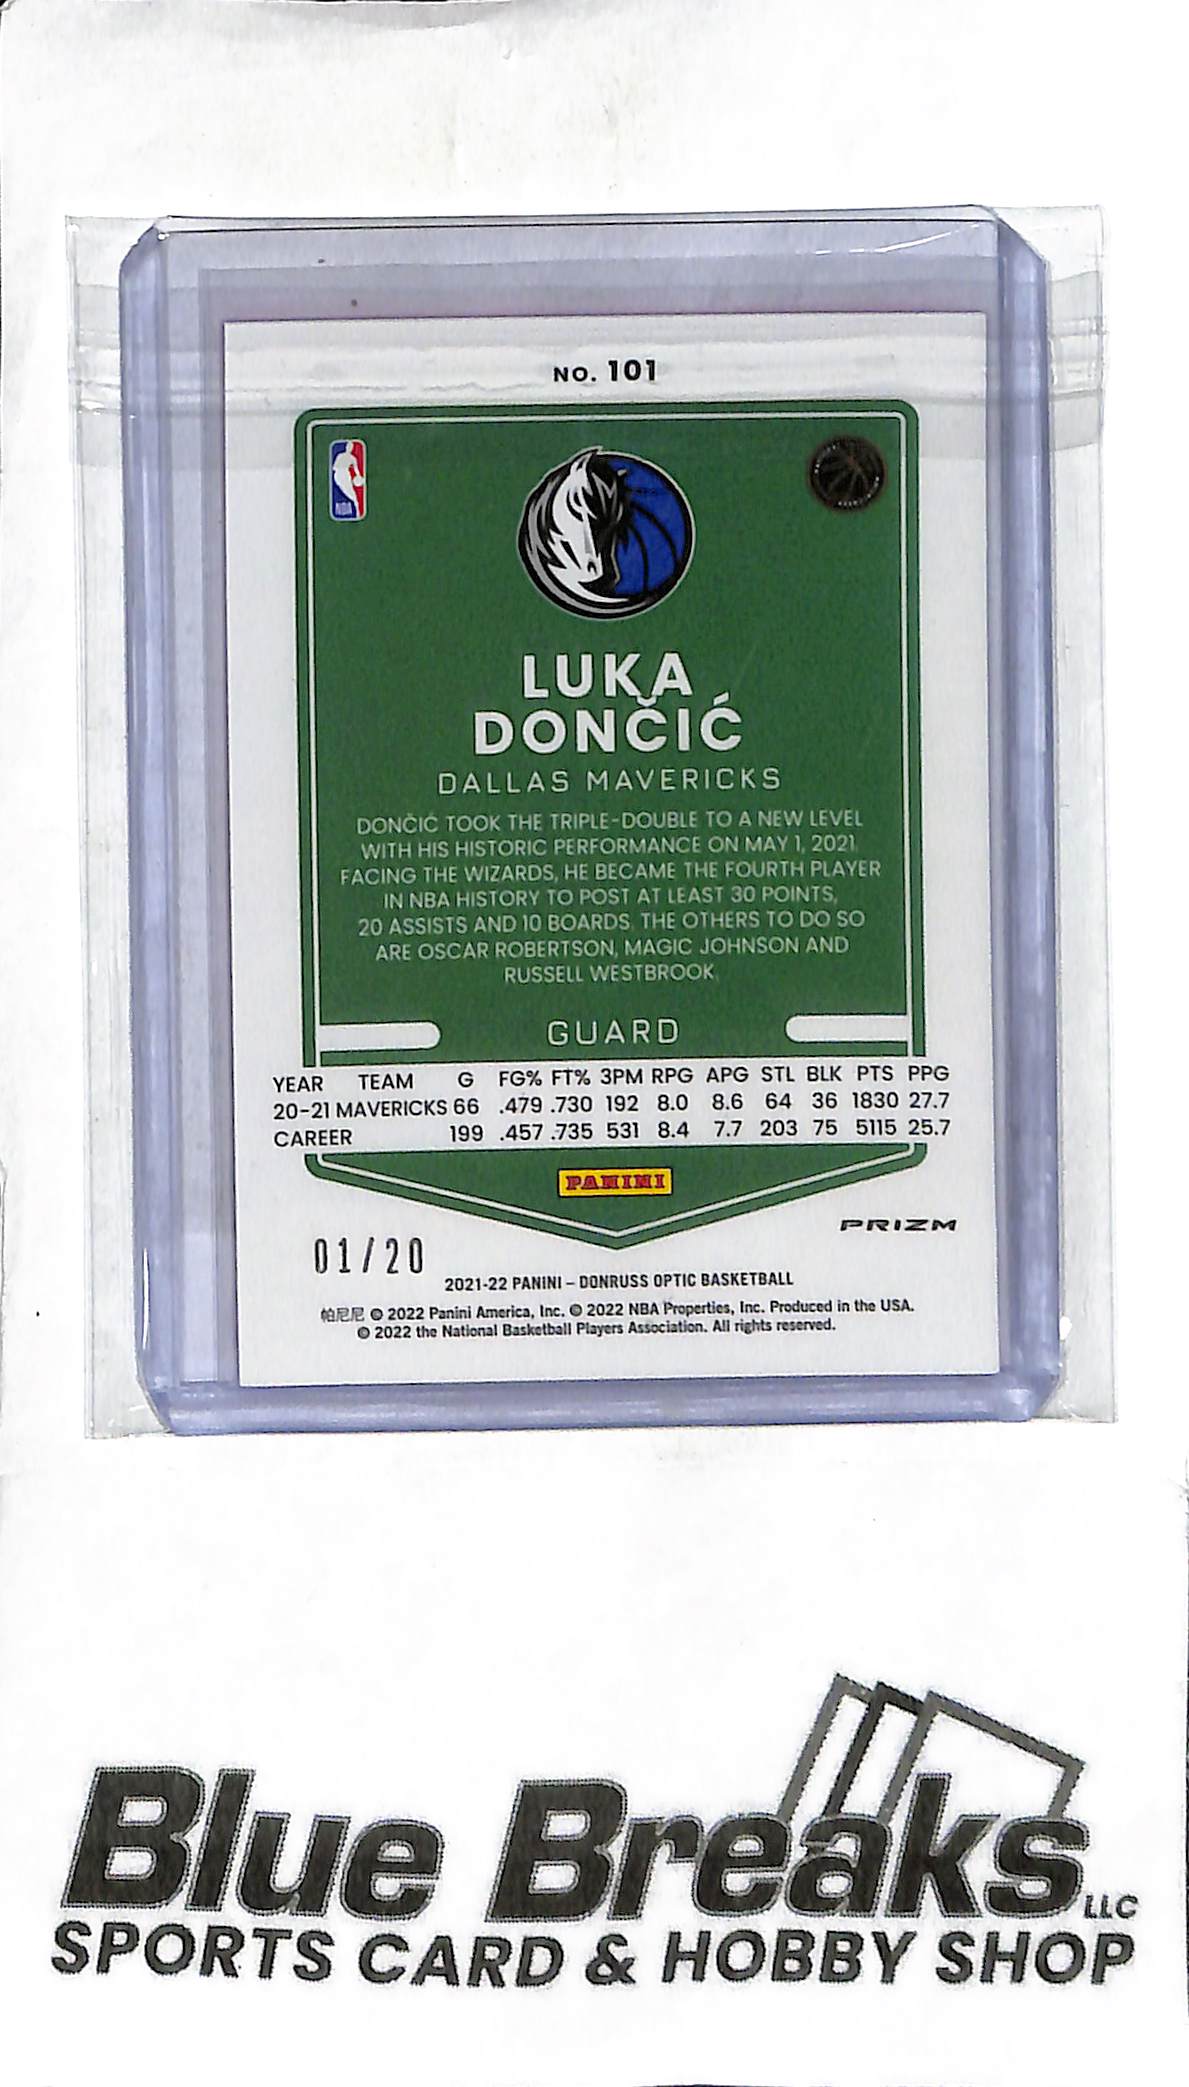 NO. 101
NBA
LUKA
DONČIĆ
DALLAS MAVERICKS
DONČIĆ TOOK THE TRIPLE-DOUBLE TO A NEW LEVEL
WITH HIS HISTORIC PERFORMANCE ON MAY 1, 2021.
FACING THE WIZARDS, HE BECAME THE FOURTH PLAYER
IN NBA HISTORY TO POST AT LEAST 30 POINTS,
20 ASSISTS AND 10 BOARDS. THE OTHERS TO DO SO
ARE OSCAR ROBERTSON, MAGIC JOHNSON AND
RUSSELL WESTBROOK.
GUARD
YEAR TEAM G FG% FT% 3PM RPG APG STL BLK PTS PPG
20-21 MAVERICKS 66 .479 .730 192 8.0 8.6 64 36 1830 27.7
CAREER 199 .457 .735 531 8.4 7.7 203 75 5115 25.7
PANINI
PRIZM
01/20
2021-22 PANINI – DONRUSS OPTIC BASKETBALL
帕尼尼 © 2022 Panini America, Inc. © 2022 NBA Properties, Inc. Produced in the USA.
© 2022 the National Basketball Players Association. All rights reserved.
Blue Breaks LLC
SPORTS CARD & HOBBY SHOP